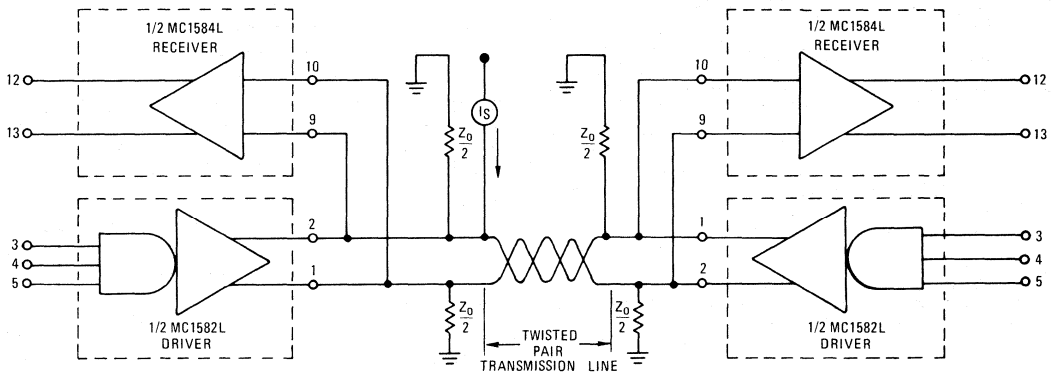 1/2 MC1584L
RECEIVER
12
13
10
9
Z0
2
IS
Z0
2
1/2 MC1584L
RECEIVER
10
9
12
13
3
4
5
2
1
1/2 MC1582L
DRIVER
Z0
2
TWISTED
PAIR
TRANSMISSION LINE
Z0
2
1
2
3
4
5
1/2 MC1582L
DRIVER